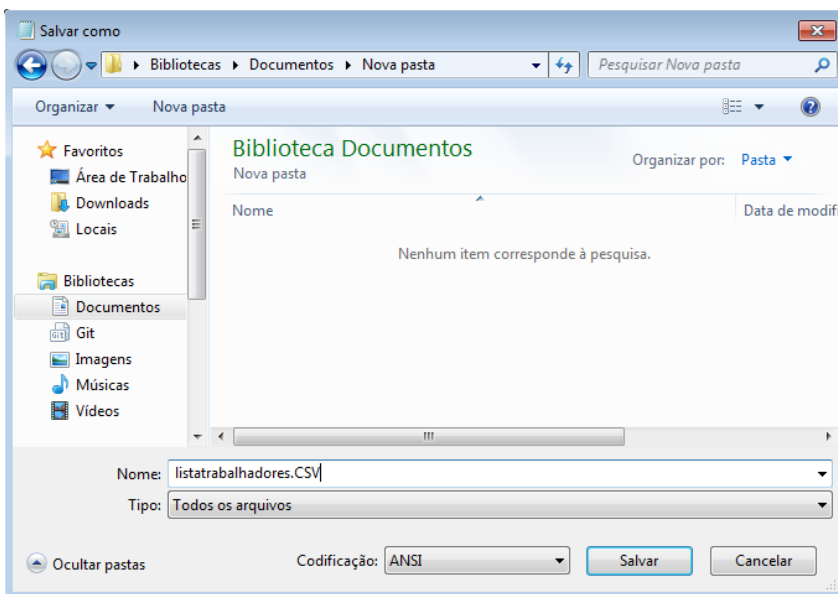 Salvar como
Bibliotecas Documentos Nova pasta
Pesquisar Nova pasta
Organizar Nova pasta
Favoritos
Área de Trabalho
Downloads
Locais
Bibliotecas
Documentos
Git
Imagens
Músicas
Vídeos
Biblioteca Documentos
Nova pasta
Organizar por: Pasta
Nome Data de modif
Nenhum item corresponde à pesquisa.
Nome: listatrabalhadores.CSV
Tipo: Todos os arquivos
Ocultar pastas Codificação: ANSI Salvar Cancelar